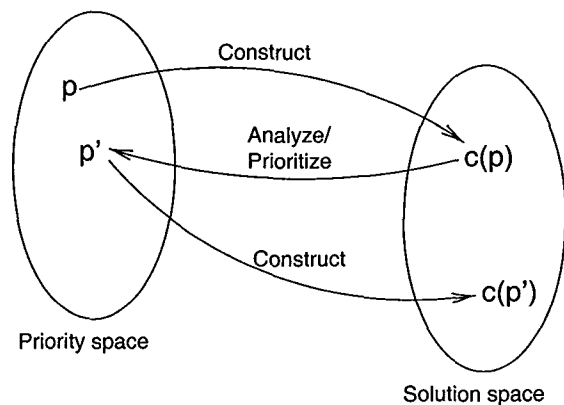 Construct
p
Analyze/
Prioritize
p'
c(p)
Construct
c(p')
Priority space
Solution space